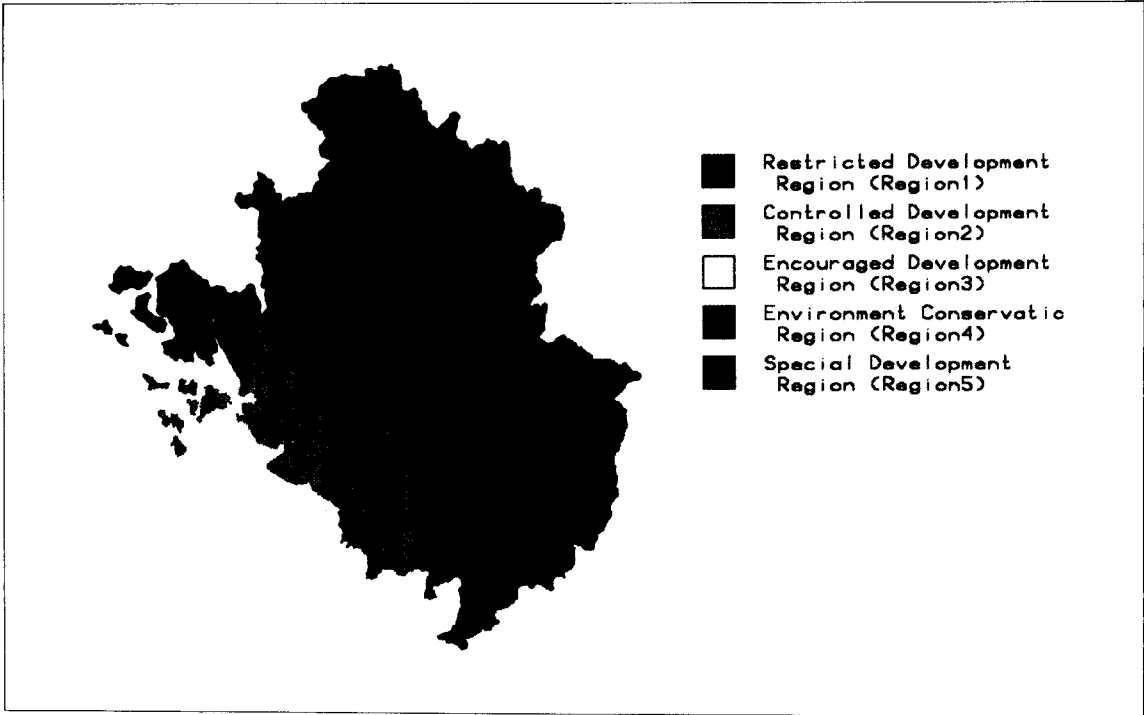 Restricted Development
Region (Region1)
Controlled Development
Region (Region2)
Encouraged Development
Region (Region3)
Environment Conservatic
Region (Region4)
Special Development
Region (Region5)